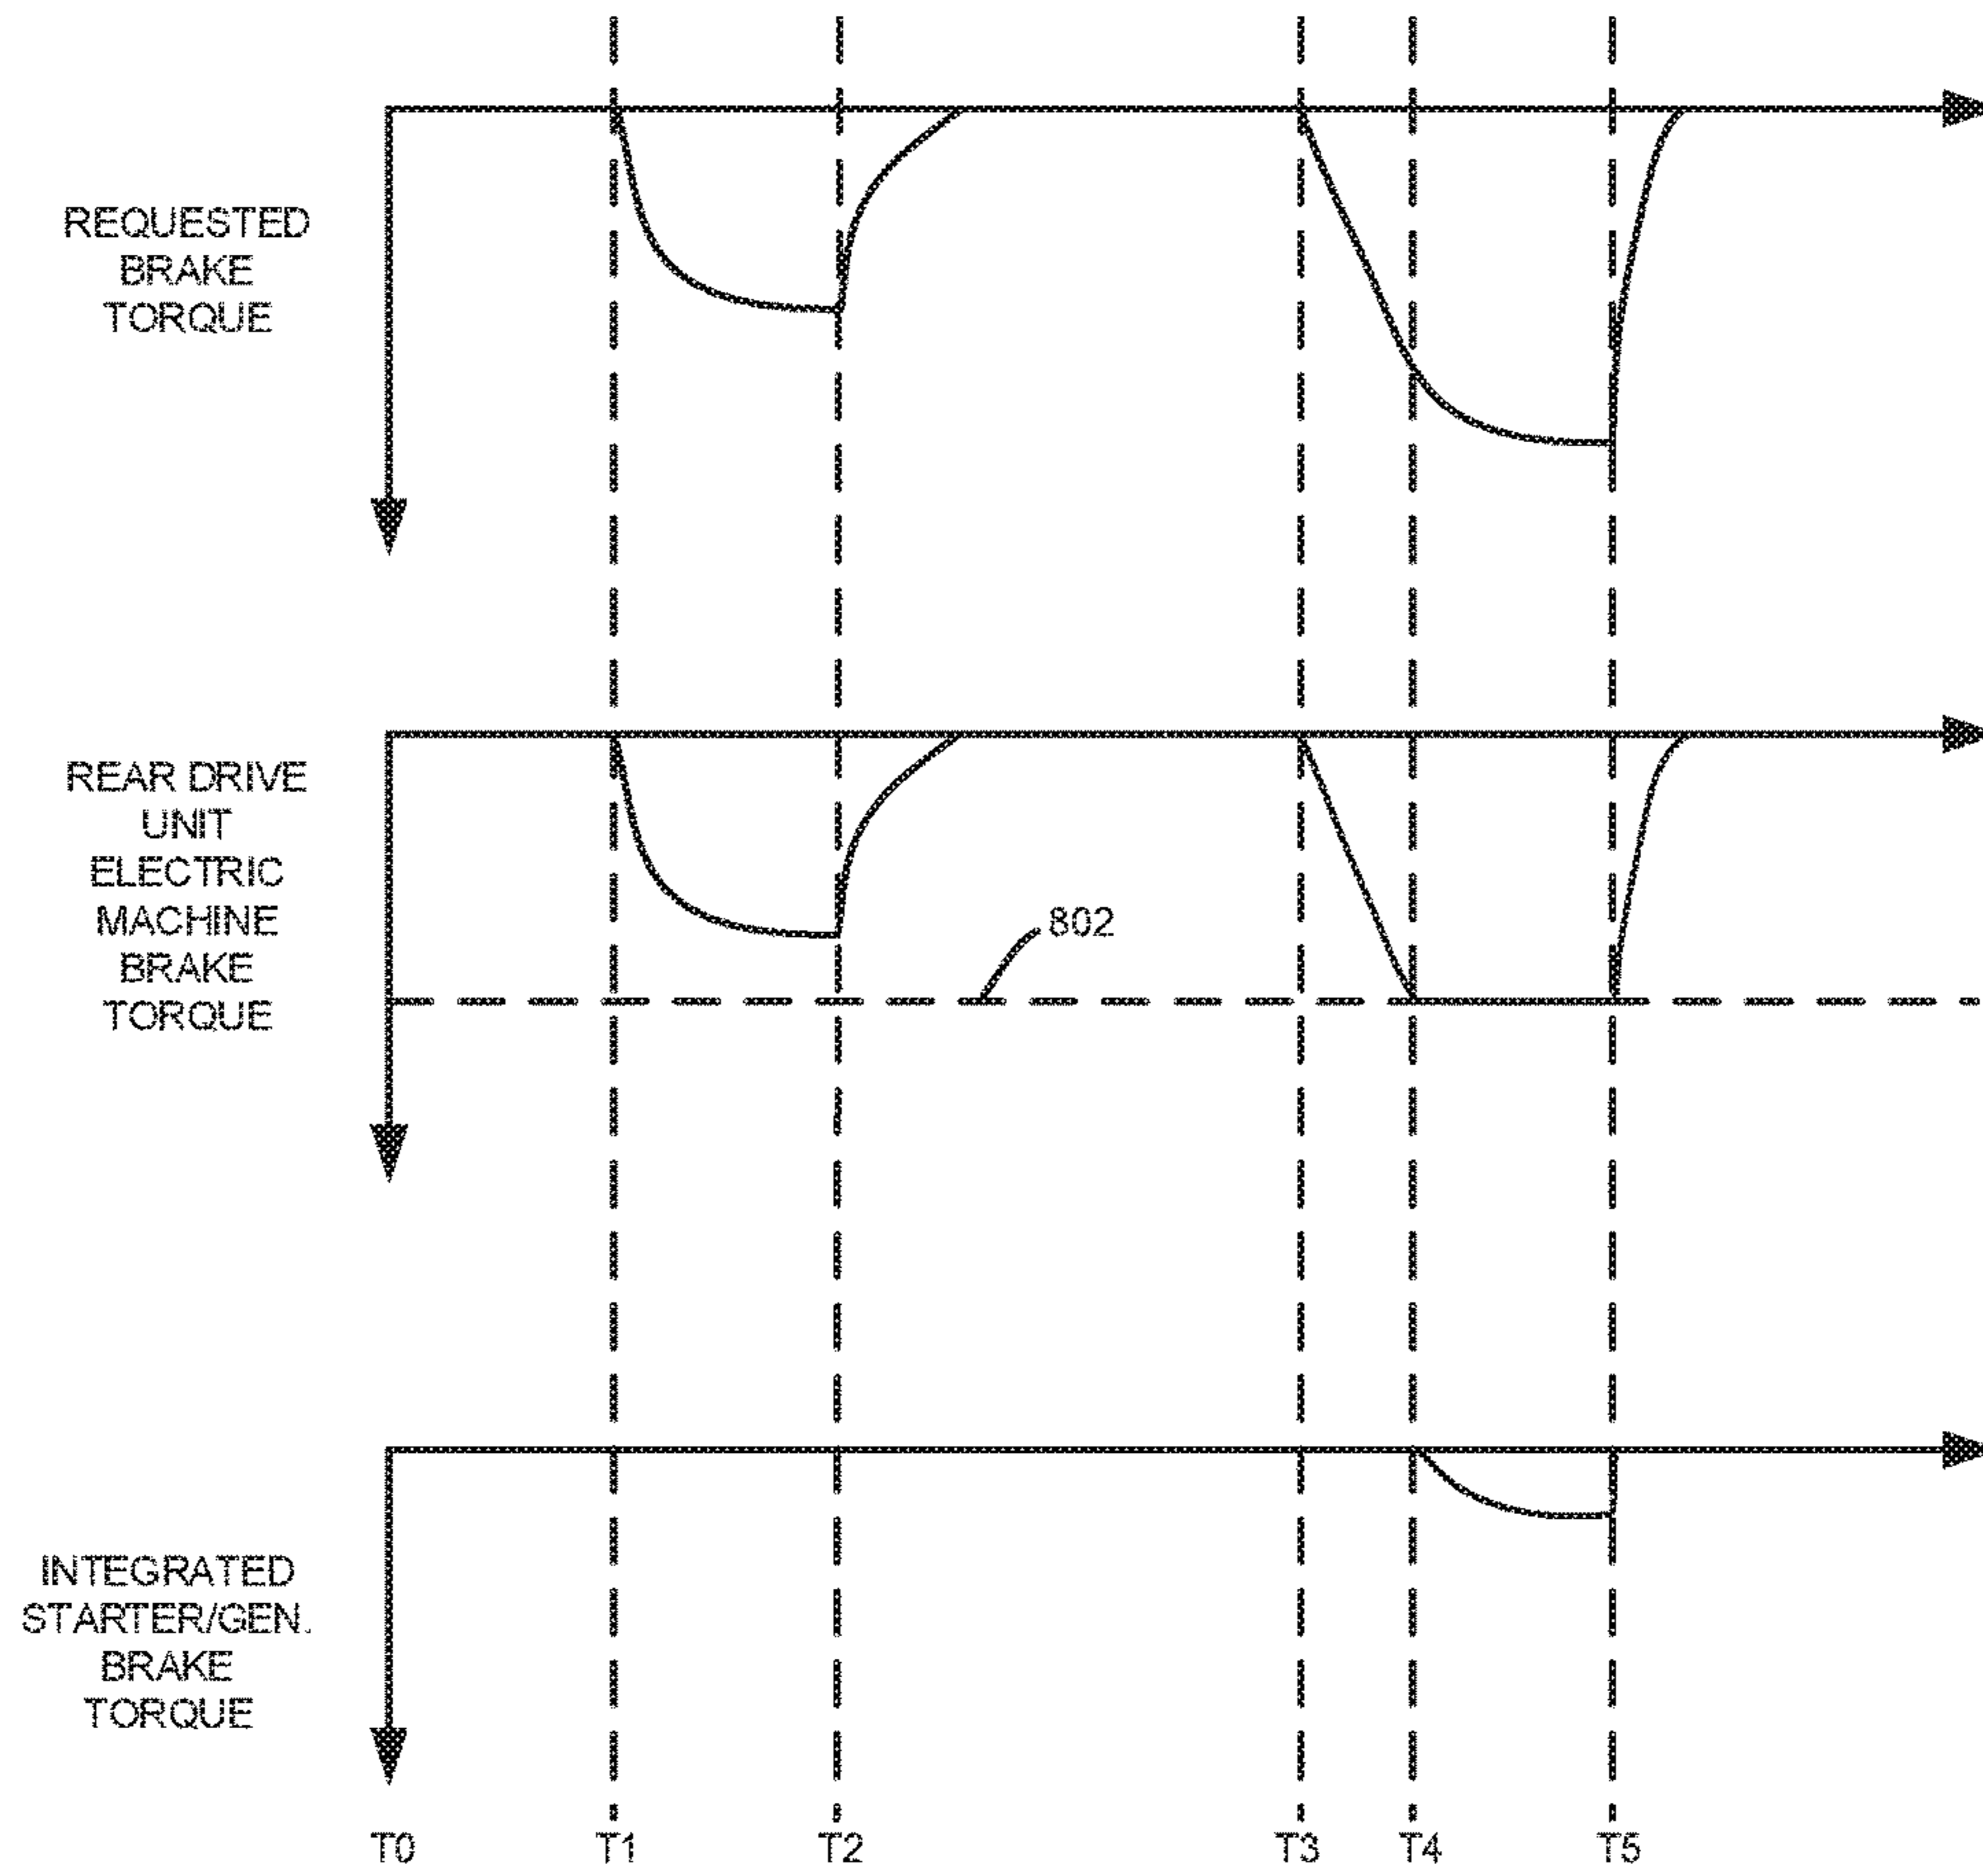 REQUESTED
BRAKE
TORQUE
REAR DRIVE
UNIT
ELECTRIC
MACHINE
BRAKE
TORQUE
802
INTEGRATED
STARTER/GEN.
BRAKE
TORQUE
T0 T1 T2 T3 T4 T5